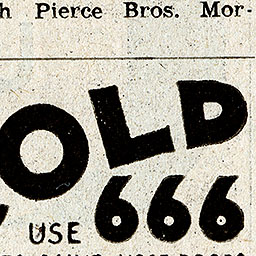 h Pierce Bros. Mor-
OLD
USE 666